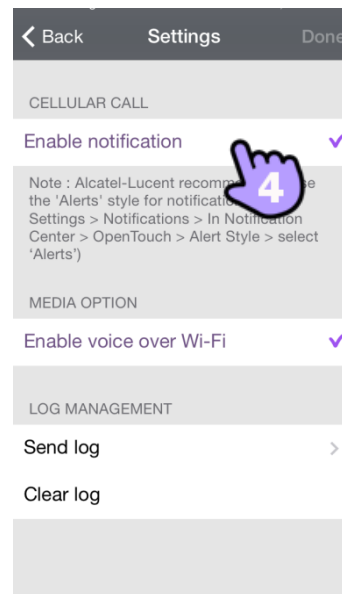 Back Settings Done
CELLULAR CALL
Enable notification
Note : Alcatel-Lucent recomm se
the 'Alerts' style for notificatio
Settings > Notifications > In Notification
Center > OpenTouch > Alert Style > select
‘Alerts’)
4
MEDIA OPTION
Enable voice over Wi-Fi
LOG MANAGEMENT
Send log
Clear log